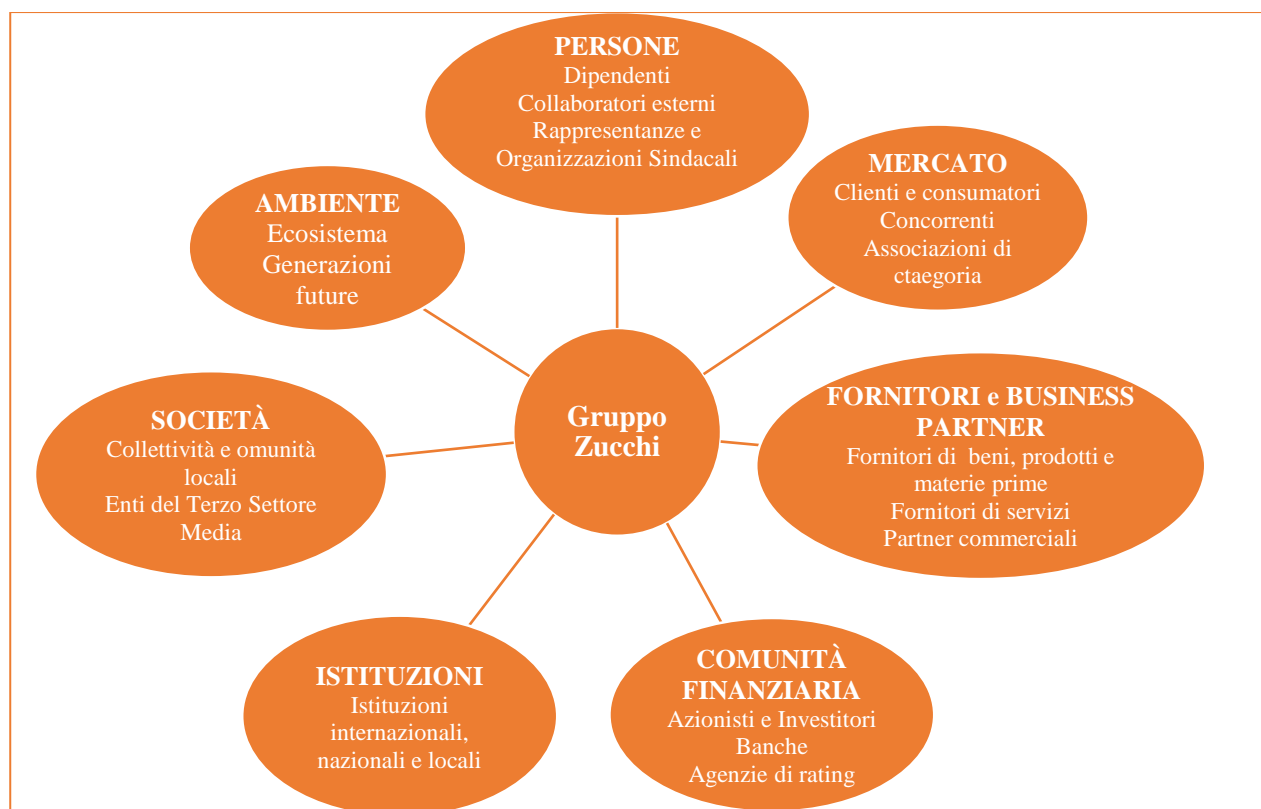 PERSONE
Dipendenti
Collaboratori esterni
Rappresentanze e
Organizzazioni Sindacali
MERCATO
Clienti e consumatori
Concorrenti
Associazioni di
ctaegoria
FORNITORI e BUSINESS
PARTNER
Fornitori di beni, prodotti e
materie prime
Fornitori di servizi
Partner commerciali
COMUNITÀ
FINANZIARIA
Azionisti e Investitori
Banche
Agenzie di rating
ISTITUZIONI
Istituzioni
internazionali,
nazionali e locali
SOCIETÀ
Collettività e omunità
locali
Enti del Terzo Settore
Media
AMBIENTE
Ecosistema
Generazioni
future
Gruppo
Zucchi